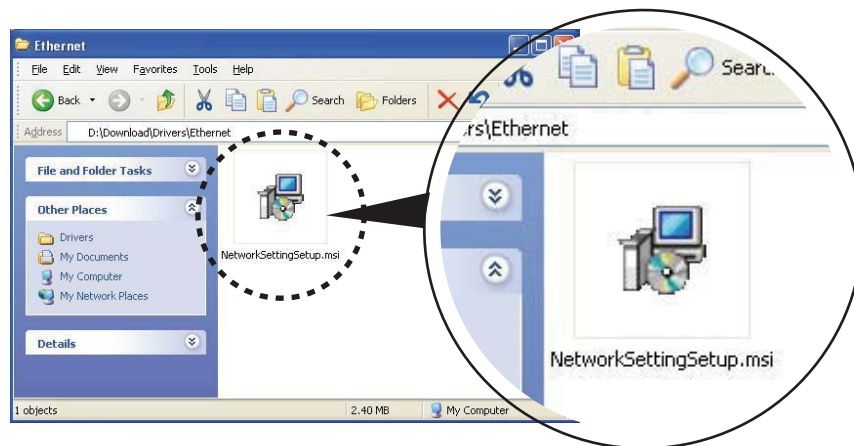 Ethernet
File Edit View Favorites Tools Help
Back Search Folders
Address D:\Download\Drivers\Ethernet
File and Folder Tasks
Other Places
Drivers
My Documents
My Computer
My Network Places
Details
NetworkSettingSetup.msi
1 objects 2.40 MB My Computer
Search
rs\Ethernet
NetworkSettingSetup.msi